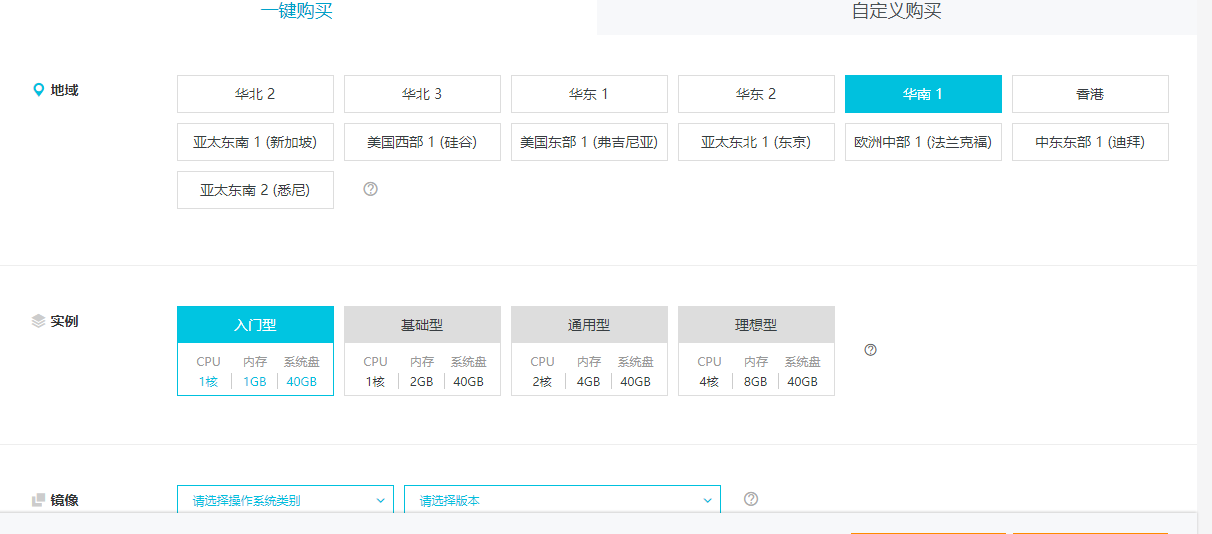 一键购买 自定义购买
地域 华北 2 华北 3 华东 1 华东 2 华南 1 香港
亚太东南 1 (新加坡) 美国西部 1 (硅谷) 美国东部 1 (弗吉尼亚) 亚太东北 1 (东京) 欧洲中部 1 (法兰克福) 中东东部 1 (迪拜)
亚太东南 2 (悉尼) ?
实例 入门型 基础型 通用型 理想型
CPU 内存 系统盘 CPU 内存 系统盘 CPU 内存 系统盘 CPU 内存 系统盘 ?
1核 1GB 40GB 1核 2GB 40GB 2核 4GB 40GB 4核 8GB 40GB
镜像 请选择操作系统类别 请选择版本 ?